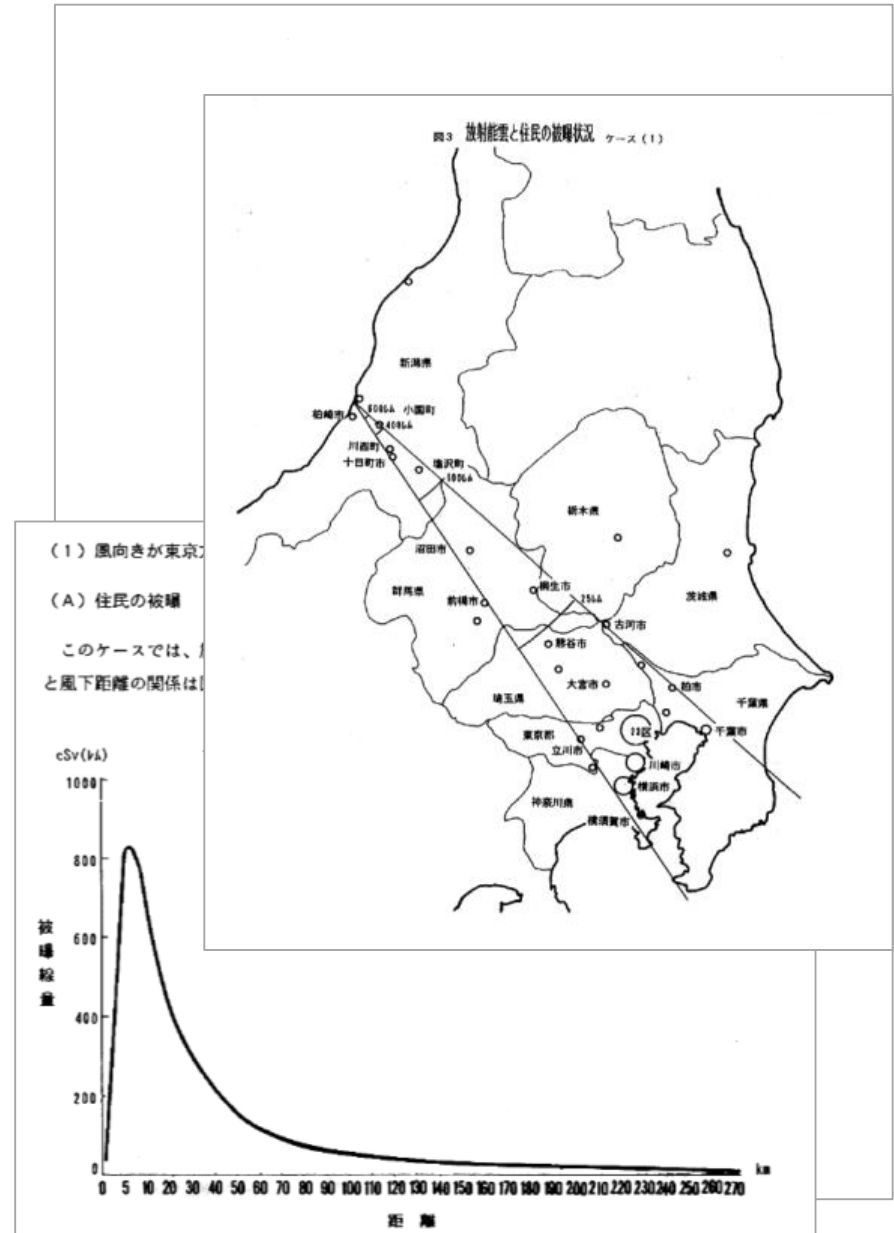 図3 放射能雲と住民の被曝状況 ケース(1)
新潟県
柏崎市
600レム 小国町
400レム
川西町
十日町市
塩沢町
100レム
栃木県
沼田市
群馬県
前橋市
桐生市
25レム
茨城県
古河市
熊谷市
大宮市
柏市
埼玉県
千葉県
東京都
23区
千葉市
立川市
川崎市
横浜市
神奈川県
横須賀市
(1) 風向きが東京
(A) 住民の被曝
このケースでは、
と風下距離の関係は
cSv(レム)
1000
800
600
400
200
0
被曝線量
0 5 10 20 30 40 50 60 70 80 90 100 110 120 130 140 150 160 170 180 190 200 210 220 230 240 250 260 270
km
距離